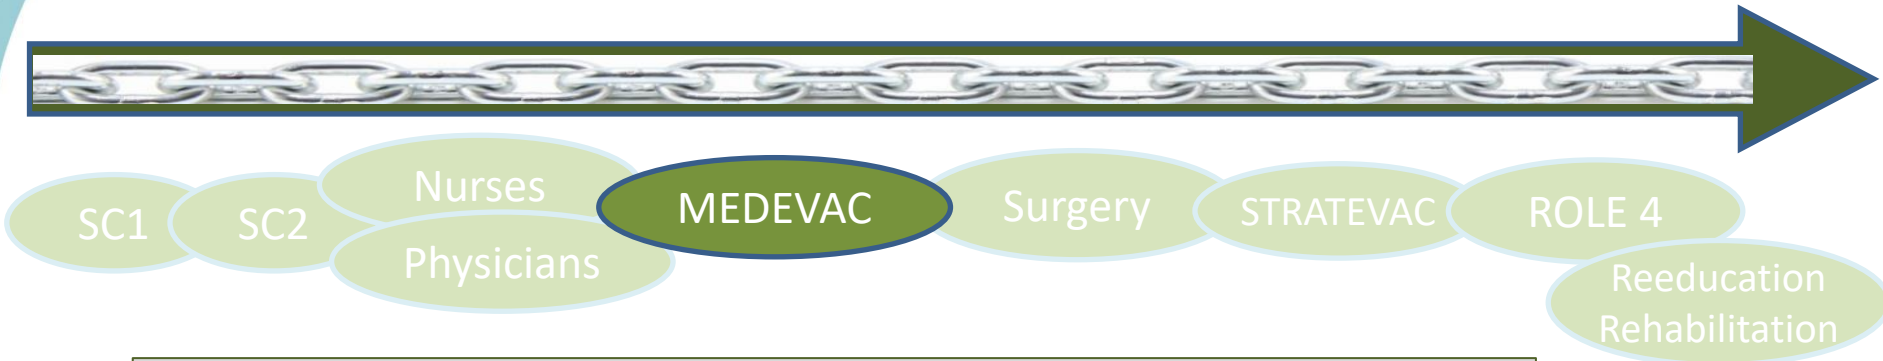 SC1
SC2
Nurses
Physicians
MEDEVAC
Surgery
STRATEVAC
ROLE 4
Reeducation
Rehabilitation